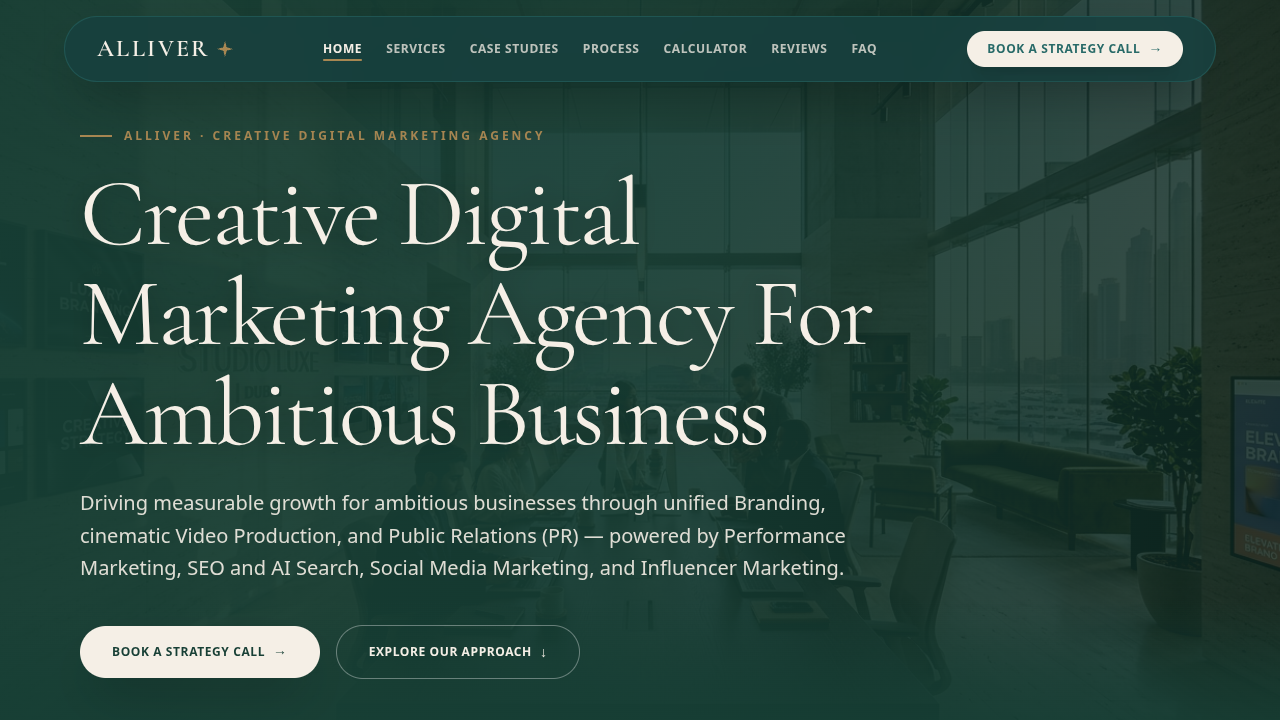 ALLIVER
HOME SERVICES CASE STUDIES PROCESS CALCULATOR REVIEWS FAQ
BOOK A STRATEGY CALL →
ALLIVER · CREATIVE DIGITAL MARKETING AGENCY
Creative Digital
Marketing Agency For
Ambitious Business
STUDIO LUXE
Driving measurable growth for ambitious businesses through unified Branding,
cinematic Video Production, and Public Relations (PR) — powered by Performance
Marketing, SEO and AI Search, Social Media Marketing, and Influencer Marketing.
BOOK A STRATEGY CALL →
EXPLORE OUR APPROACH ↓